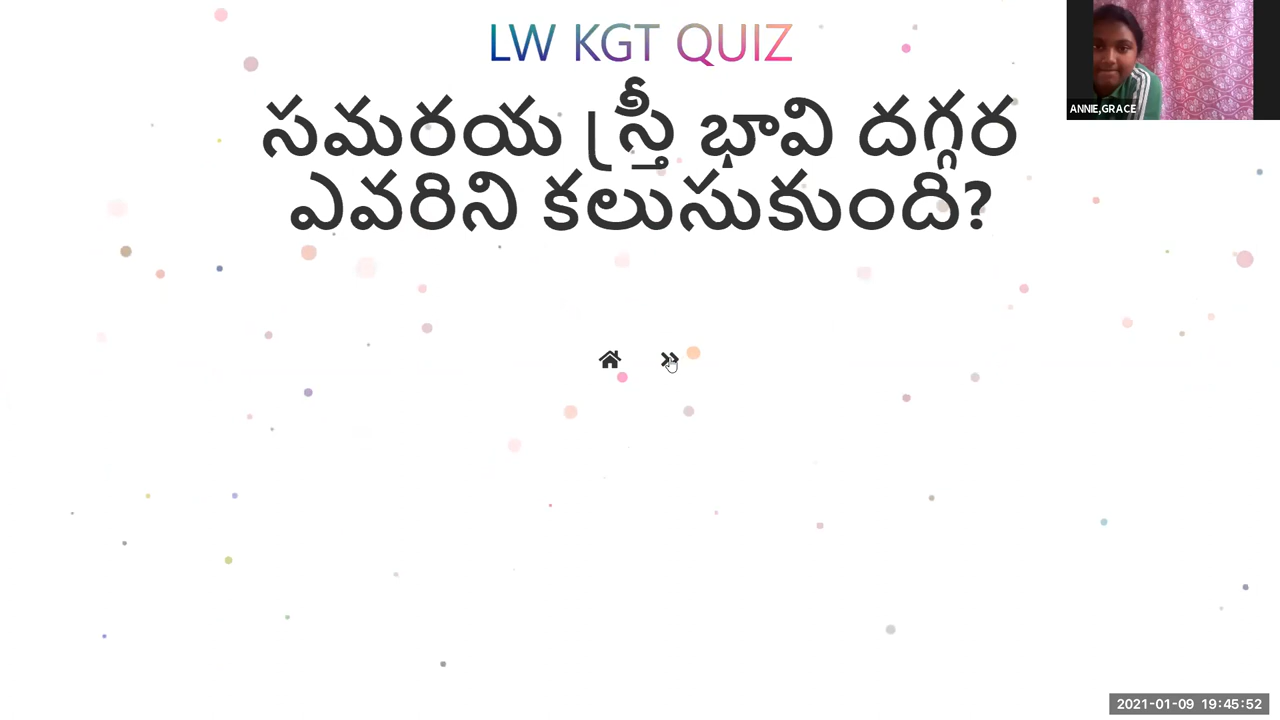 LW KGT QUIZ
సమరయ స్త్రీ భావి దగ్గర
ఎవరిని కలుసుకుంది?
ANNIE,GRACE
2021-01-09 19:45:52